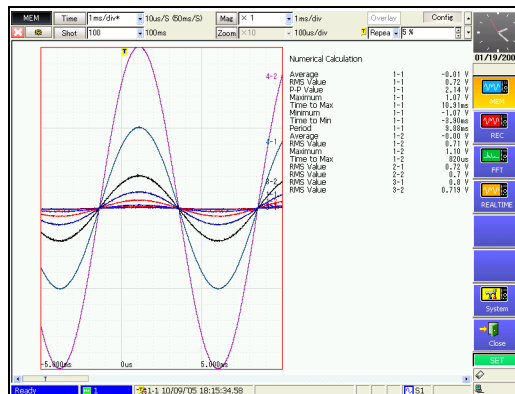 MEM Time 1ms/div* 10us/S (50ms/S) Mag × 1 1ms/div Overlay Config
Shot 100 100ms Zoom ×10 100us/div T Repea 5 %
01/19/200
Numerical Calculation
Average 1-1 -0.01 V
RMS Value 1-1 0.72 V
P-P Value 1-1 2.14 V
Maximum 1-1 1.07 V
Time to Max 1-1 10.91ms
Minimum 1-1 -1.07 V
Time to Min 1-1 -3.90ms
Period 1-1 9.88ms
Average 1-2 -0.00 V
RMS Value 1-2 0.71 V
Maximum 1-2 1.10 V
Time to Max 1-2 820us
RMS Value 2-1 0.72 V
RMS Value 2-2 0.7 V
RMS Value 3-1 0.8 V
RMS Value 3-2 0.719 V
T
4-2
4-1
3-2
-5.000ms 0us 5.000ms
MEM
REC
FFT
REALTIME
System
Close
SET
T
Ready 1 1-1 10/09/'05 18:15:34.58 S1